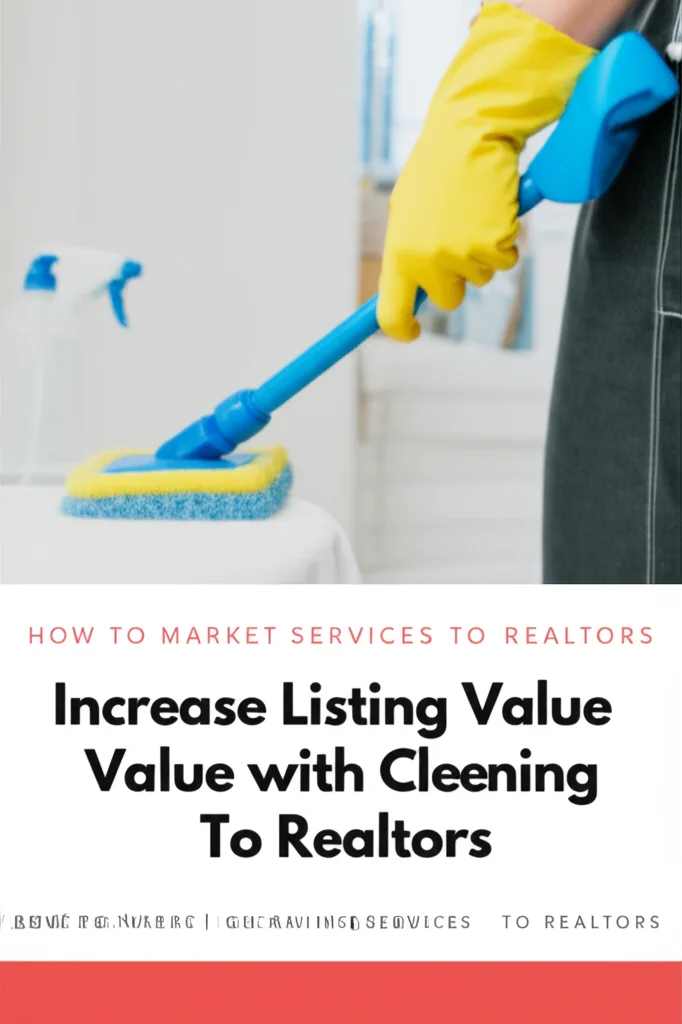 HOW TO MARKET SERVICES TO REALTORS
Increase Listing Value
Value with Cleening
To Realtors
TO REALTORS